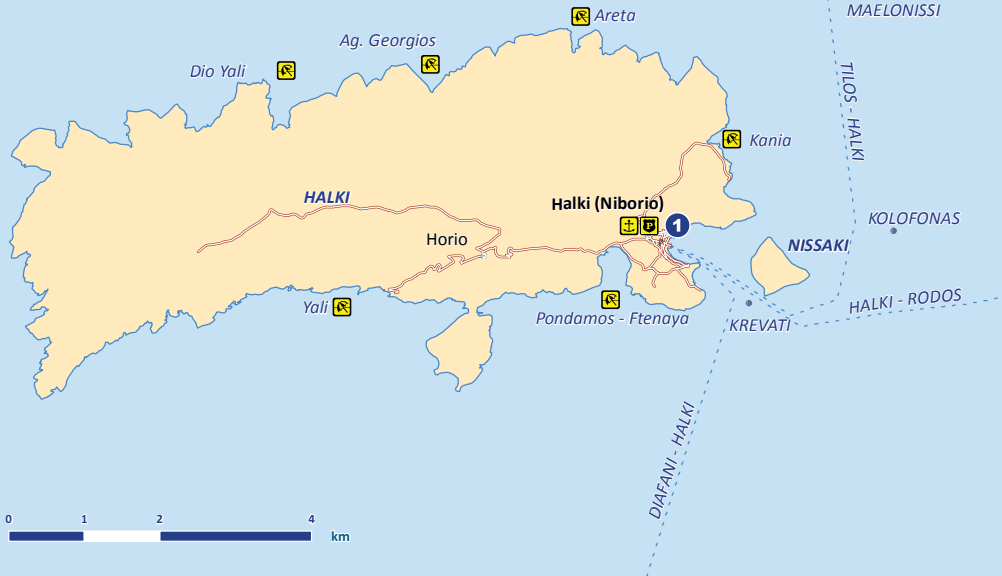 Areta
MAELONISSI
Ag. Georgios
Dio Yali
TILOS - HALKI
Kania
HALKI
Halki (Niborio)
P
1
KOLOFONAS
Horio
NISSAKI
Yali
Pondamos - Ftenaya
HALKI - RODOS
KREVATI
DIAFANI - HALKI
0 1 2 4
km